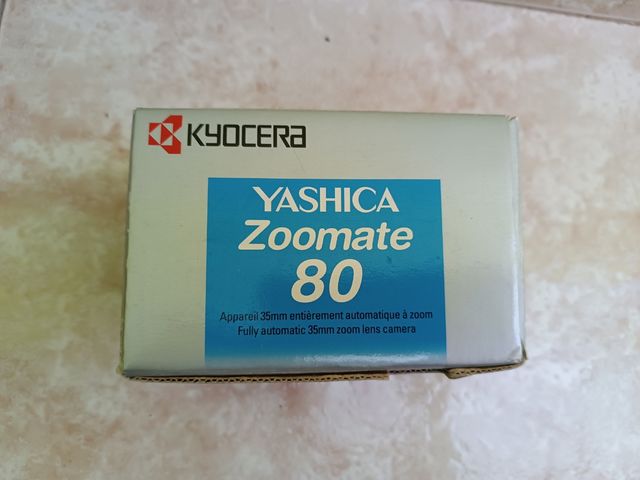 KYOCERA
YASHICA
Zoomate
80
Appareil 35mm entièrement automatique à zoom
Fully automatic 35mm zoom lens camera